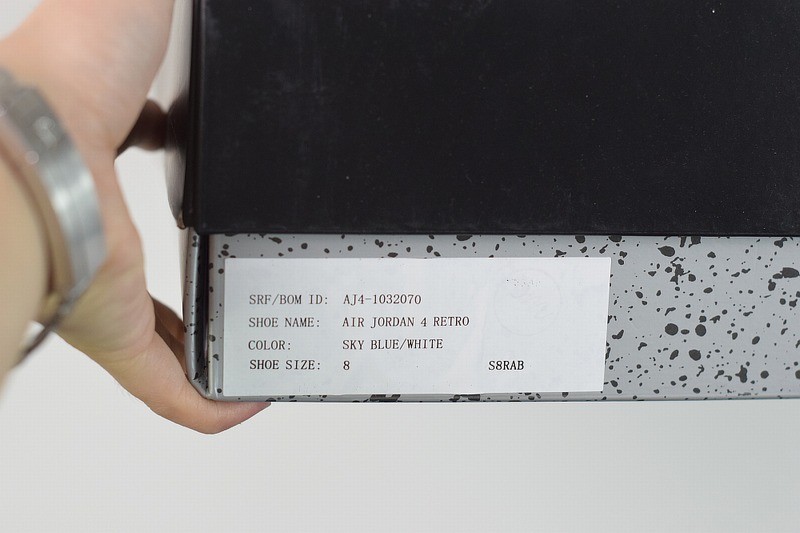 SRF/BOM ID: AJ4-1032070
SHOE NAME: AIR JORDAN 4 RETRO
COLOR: SKY BLUE/WHITE
SHOE SIZE: 8 S8RAB